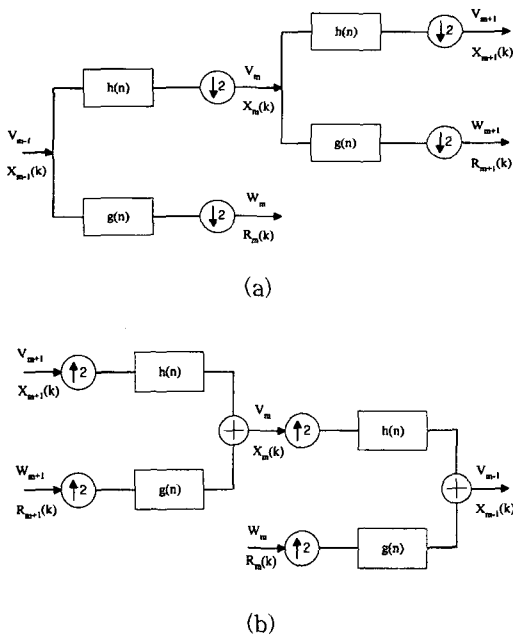 V_{m+1}
h(n) ↓2
X_{m+1}(k)
V_m
h(n) ↓2
X_m(k)
V_{m-1}
X_{m-1}(k)
W_{m+1}
g(n) ↓2
R_{m+1}(k)
W_m
g(n) ↓2
R_m(k)
(a)
V_{m+1}
↑2 h(n)
X_{m+1}(k)
V_m
+ ↑2 h(n)
X_m(k)
W_{m+1}
↑2 g(n)
R_{m+1}(k)
V_{m-1}
+
X_{m-1}(k)
W_m
↑2 g(n)
R_m(k)
(b)